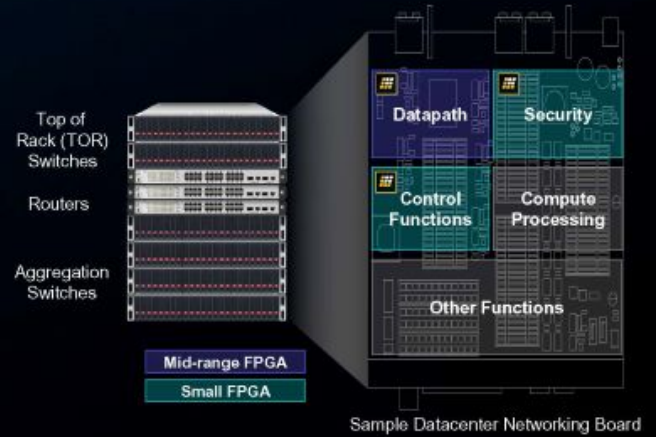 Top of
Rack (TOR)
Switches
Routers
Aggregation
Switches
Datapath
Security
Control
Functions
Compute
Processing
Other Functions
Mid-range FPGA
Small FPGA
Sample Datacenter Networking Board